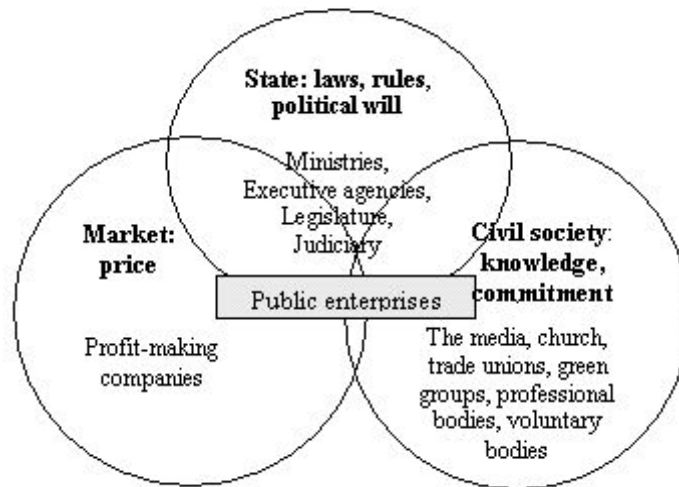 State: laws, rules,
political will
Ministries,
Executive agencies,
Legislature,
Judiciary
Market:
price
Profit-making
companies
Public enterprises
Civil society:
knowledge,
commitment
The media, church,
trade unions, green
groups, professional
bodies, voluntary
bodies